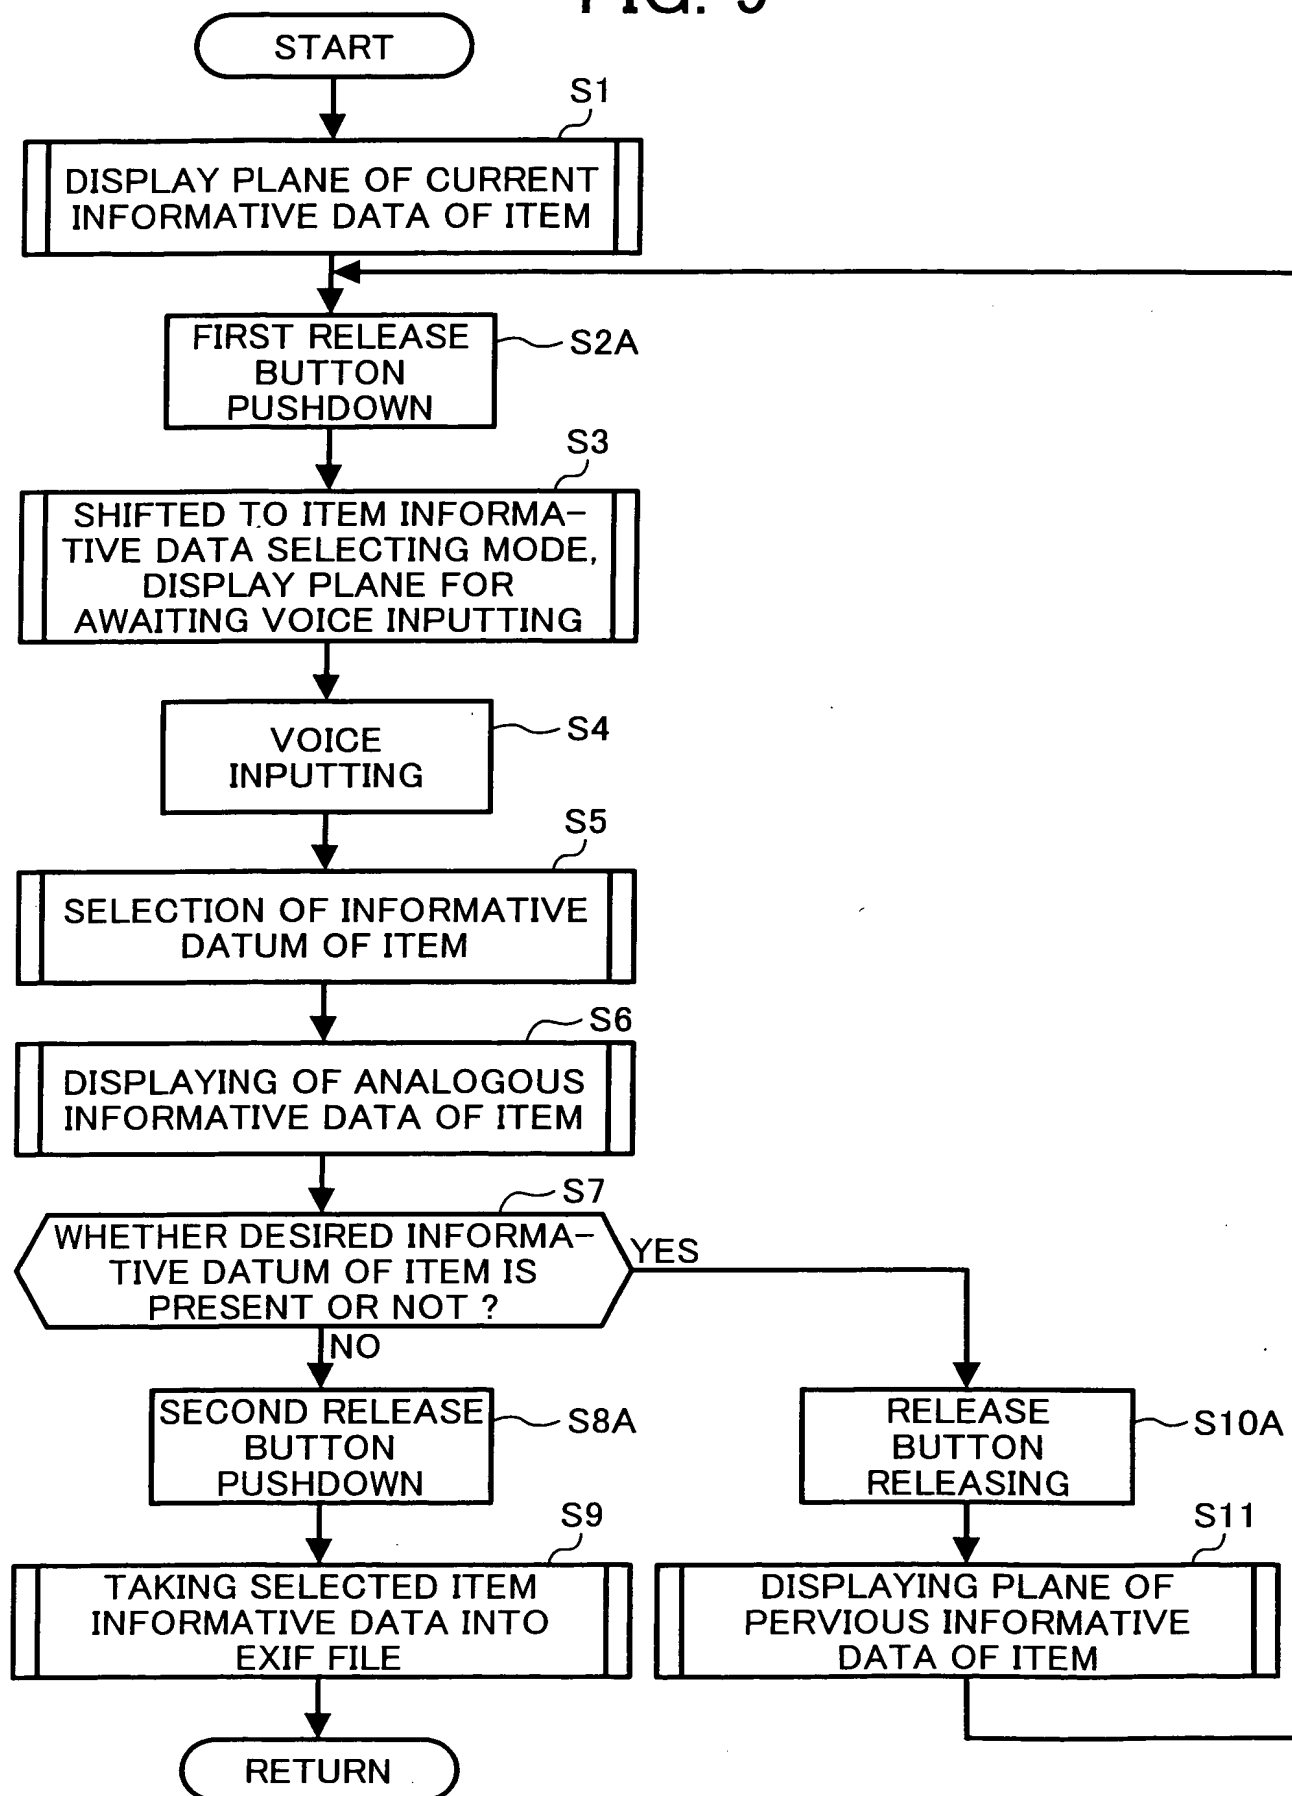 START
S1
DISPLAY PLANE OF CURRENT
INFORMATIVE DATA OF ITEM
FIRST RELEASE
BUTTON
PUSHDOWN
S2A
S3
SHIFTED TO ITEM INFORMA-
TIVE DATA SELECTING MODE,
DISPLAY PLANE FOR
AWAITING VOICE INPUTTING
VOICE
INPUTTING
S4
S5
SELECTION OF INFORMATIVE
DATUM OF ITEM
S6
DISPLAYING OF ANALOGOUS
INFORMATIVE DATA OF ITEM
S7
WHETHER DESIRED INFORMA-
TIVE DATUM OF ITEM IS
PRESENT OR NOT ?
YES
NO
SECOND RELEASE
BUTTON
PUSHDOWN
S8A
RELEASE
BUTTON
RELEASING
S10A
S9
TAKING SELECTED ITEM
INFORMATIVE DATA INTO
EXIF FILE
S11
DISPLAYING PLANE OF
PERVIOUS INFORMATIVE
DATA OF ITEM
RETURN